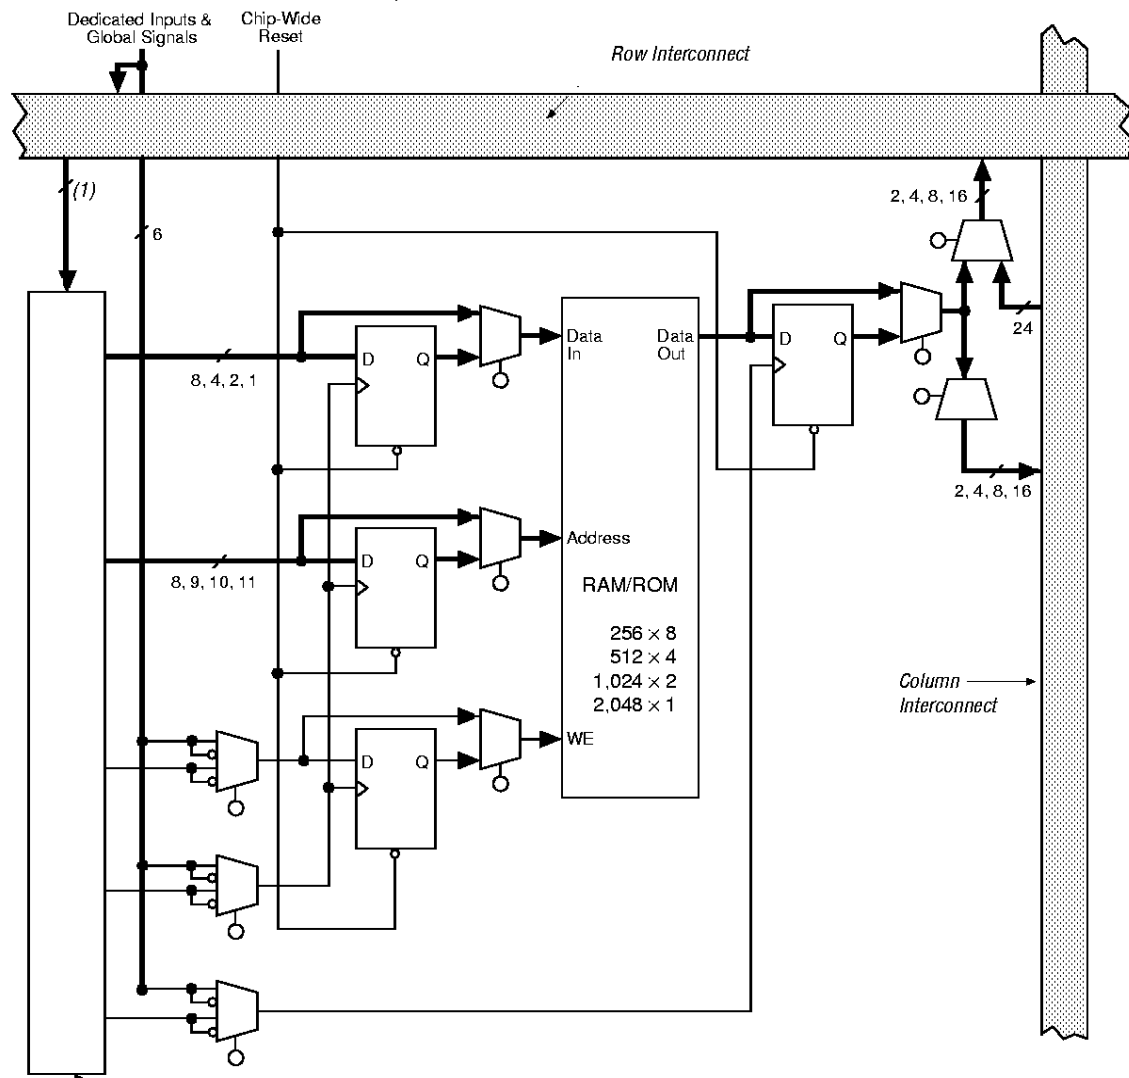 Dedicated Inputs &
Global Signals
Chip-Wide
Reset
Row Interconnect
(1)
6
2, 4, 8, 16
24
D
Q
8, 4, 2, 1
Data
In
Data
Out
D
Q
2, 4, 8, 16
D
Q
8, 9, 10, 11
Address
RAM/ROM
256 × 8
512 × 4
1,024 × 2
2,048 × 1
Column
Interconnect
D
Q
WE